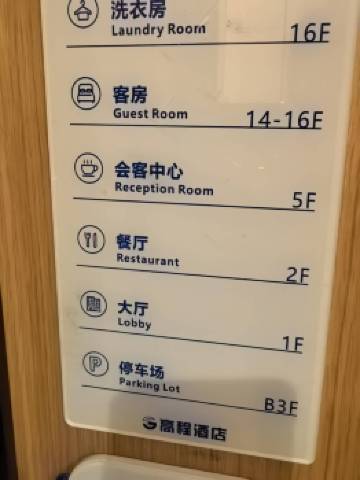 洗衣房
Laundry Room 16F
客房
Guest Room 14-16F
会客中心
Reception Room 5F
餐厅
Restaurant 2F
大厅
Lobby 1F
P 停车场
Parking Lot B3F
高程酒店